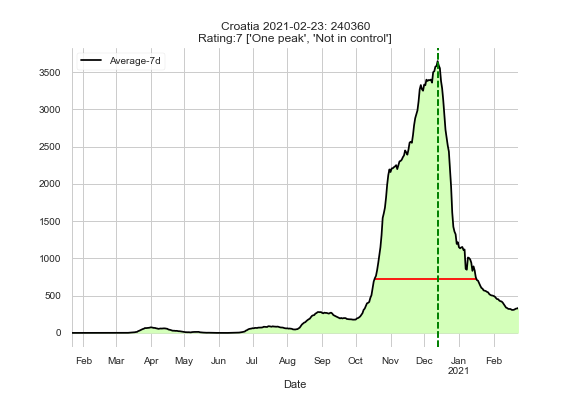 Croatia 2021-02-23: 240360
Rating:7 ['One peak', 'Not in control']
Average-7d
3500
3000
2500
2000
1500
1000
500
0
Feb Mar Apr May Jun Jul Aug Sep Oct Nov Dec Jan Feb
2021
Date